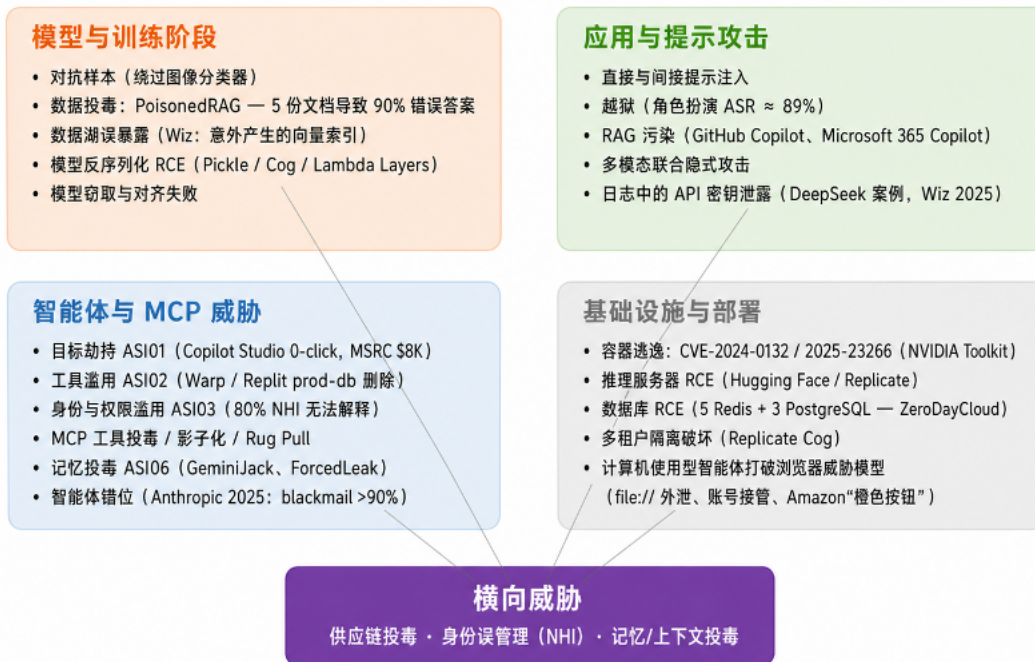 模型与训练阶段
• 对抗样本（绕过图像分类器）
• 数据投毒：PoisonedRAG — 5 份文档导致 90% 错误答案
• 数据湖误暴露（Wiz：意外产生的向量索引）
• 模型反序列化 RCE（Pickle / Cog / Lambda Layers）
• 模型窃取与对齐失败
应用与提示攻击
• 直接与间接提示注入
• 越狱（角色扮演 ASR ≈ 89%）
• RAG 污染（GitHub Copilot、Microsoft 365 Copilot）
• 多模态联合隐式攻击
• 日志中的 API 密钥泄露（DeepSeek 案例，Wiz 2025）
智能体与 MCP 威胁
• 目标劫持 ASI01（Copilot Studio 0-click, MSRC $8K）
• 工具滥用 ASI02（Warp / Replit prod-db 删除）
• 身份与权限滥用 ASI03（80% NHI 无法解释）
• MCP 工具投毒 / 影子化 / Rug Pull
• 记忆投毒 ASI06（GeminiJack、ForcedLeak）
• 智能体错位（Anthropic 2025：blackmail >90%）
基础设施与部署
• 容器逃逸：CVE-2024-0132 / 2025-23266（NVIDIA Toolkit）
• 推理服务器 RCE（Hugging Face / Replicate）
• 数据库 RCE（5 Redis + 3 PostgreSQL — ZeroDayCloud）
• 多租户隔离破坏（Replicate Cog）
• 计算机使用型智能体打破浏览器威胁模型
（file:// 外泄、账号接管、Amazon“橙色按钮”）
横向威胁
供应链投毒 · 身份误管理（NHI）· 记忆/上下文投毒